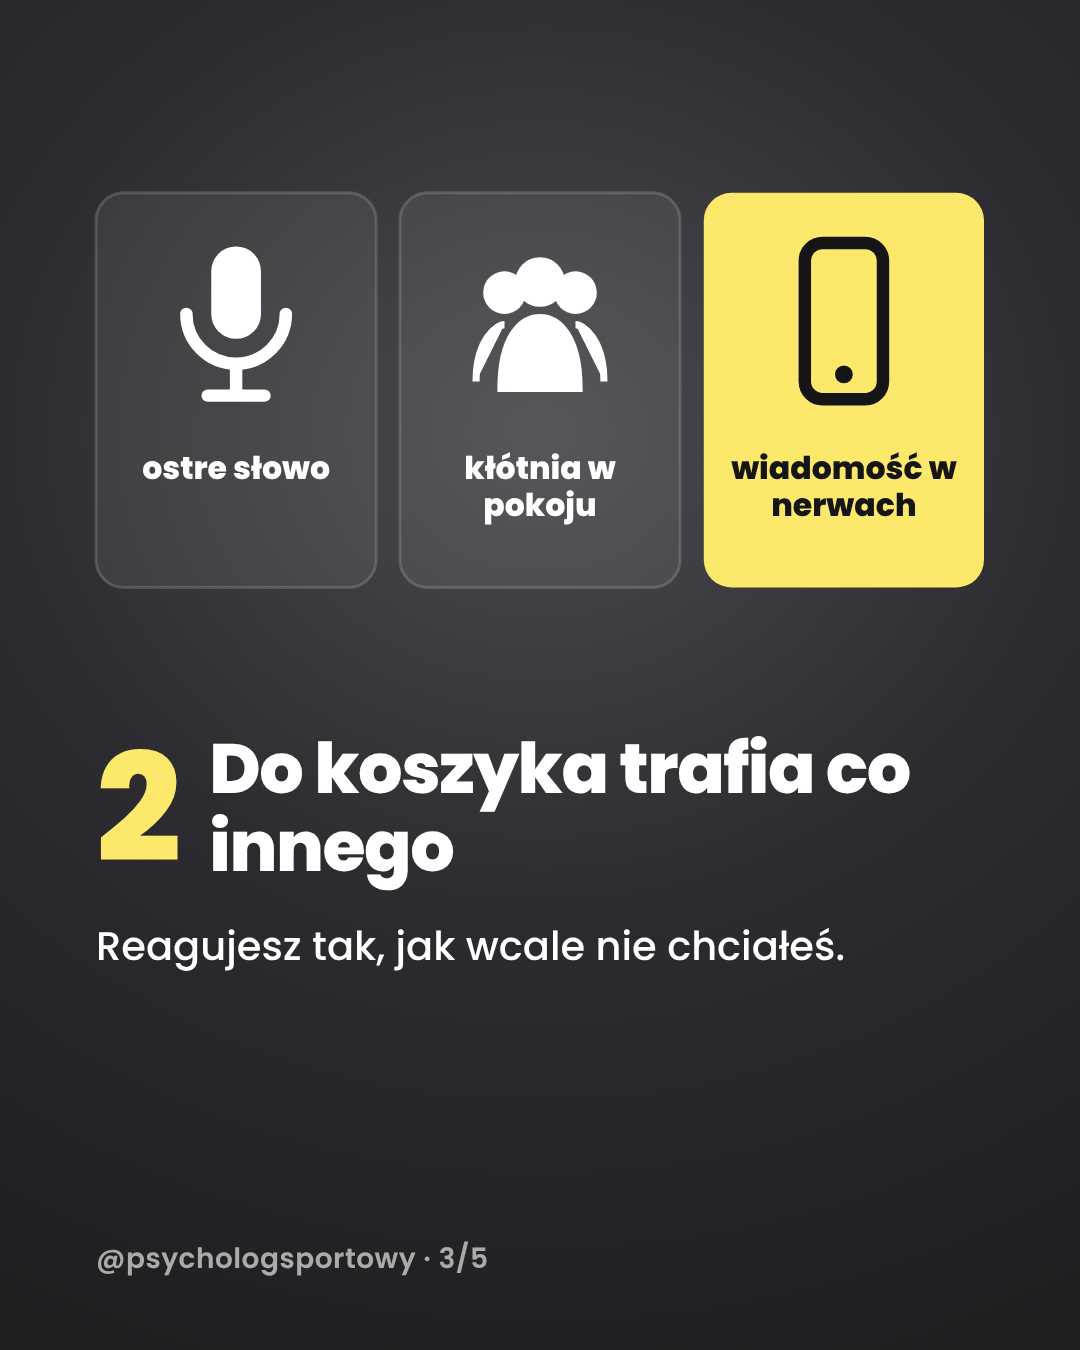 ostre słowo
kłótnia w
pokoju
wiadomość w
nerwach
2
Do koszyka trafia co
innego
Reagujesz tak, jak wcale nie chciałeś.
@psychologsportowy · 3/5